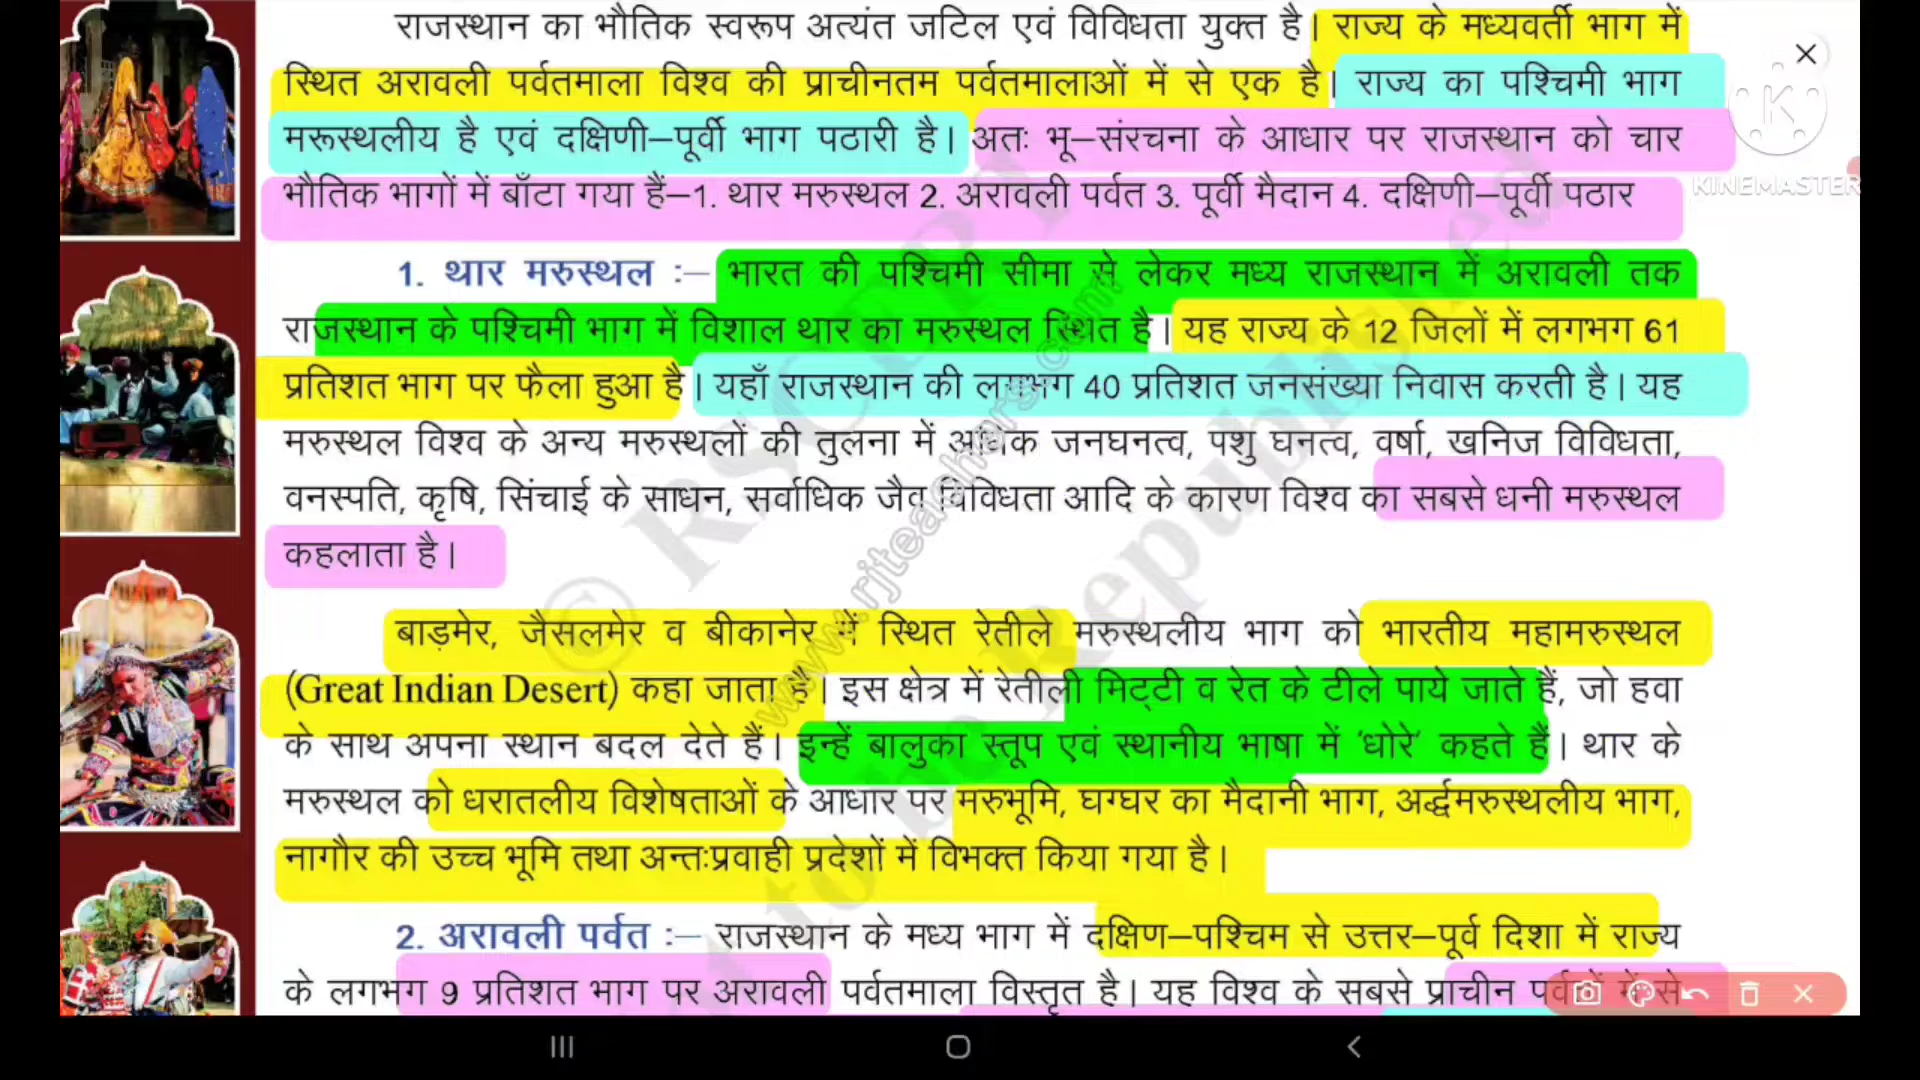 राजस्थान का भौतिक स्वरूप अत्यंत जटिल एवं विविधता युक्त है। राज्य के मध्यवर्ती भाग में
स्थित अरावली पर्वतमाला विश्व की प्राचीनतम पर्वतमालाओं में से एक है। राज्य का पश्चिमी भाग
मरूस्थलीय है एवं दक्षिणी–पूर्वी भाग पठारी है। अतः भू–संरचना के आधार पर राजस्थान को चार
भौतिक भागों में बाँटा गया हैं–1. थार मरुस्थल 2. अरावली पर्वत 3. पूर्वी मैदान 4. दक्षिणी–पूर्वी पठार
KINEMASTER
1. थार मरुस्थल :– भारत की पश्चिमी सीमा से लेकर मध्य राजस्थान में अरावली तक
राजस्थान के पश्चिमी भाग में विशाल थार का मरुस्थल स्थित है। यह राज्य के 12 जिलों में लगभग 61
प्रतिशत भाग पर फैला हुआ है। यहाँ राजस्थान की लगभग 40 प्रतिशत जनसंख्या निवास करती है। यह
मरुस्थल विश्व के अन्य मरुस्थलों की तुलना में अधिक जनघनत्व, पशु घनत्व, वर्षा, खनिज विविधता,
वनस्पति, कृषि, सिंचाई के साधन, सर्वाधिक जैव विविधता आदि के कारण विश्व का सबसे धनी मरुस्थल
कहलाता है।
बाड़मेर, जैसलमेर व बीकानेर में स्थित रेतीले मरुस्थलीय भाग को भारतीय महामरुस्थल
(Great Indian Desert) कहा जाता है। इस क्षेत्र में रेतीली मिट्टी व रेत के टीले पाये जाते हैं, जो हवा
के साथ अपना स्थान बदल देते हैं। इन्हें बालुका स्तूप एवं स्थानीय भाषा में 'धोरे' कहते हैं। थार के
मरुस्थल को धरातलीय विशेषताओं के आधार पर मरुभूमि, घग्घर का मैदानी भाग, अर्द्धमरुस्थलीय भाग,
नागौर की उच्च भूमि तथा अन्तःप्रवाही प्रदेशों में विभक्त किया गया है।
2. अरावली पर्वत :– राजस्थान के मध्य भाग में दक्षिण–पश्चिम से उत्तर–पूर्व दिशा में राज्य
के लगभग 9 प्रतिशत भाग पर अरावली पर्वतमाला विस्तृत है। यह विश्व के सबसे प्राचीन पर्वतों में से
www.rjteachers.com
to be Republished